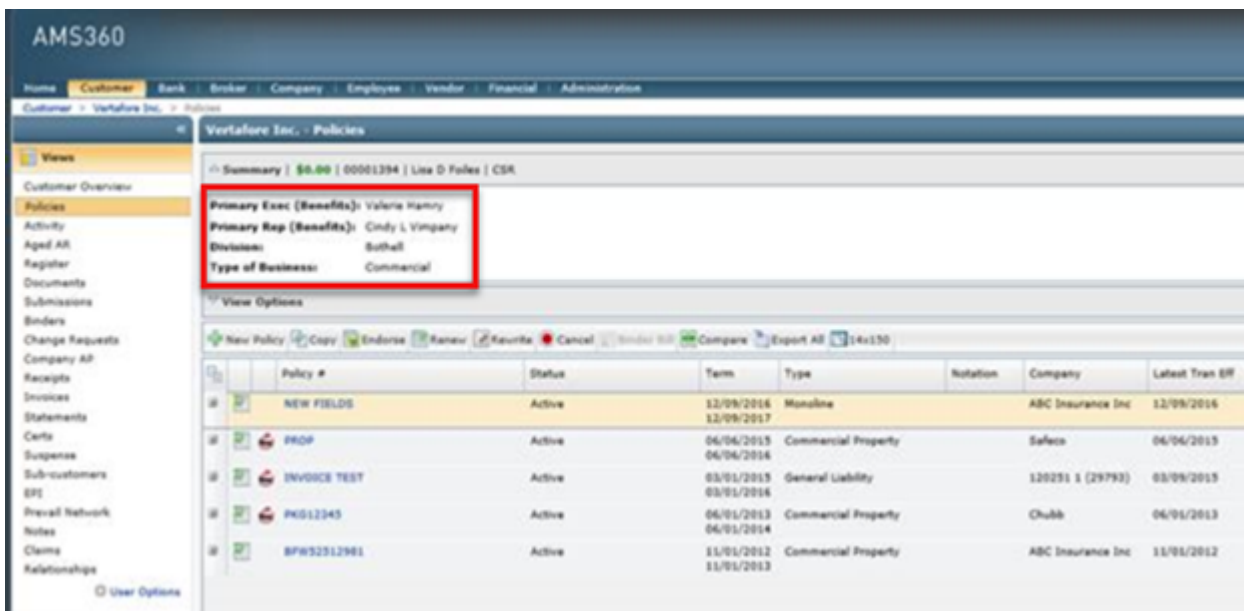 AMS360
Home Customer Bank Broker Company Employee Vendor Financial Administration
Customer > Vertafore Inc. > Policies
Vertafore Inc. - Policies
Views
Summary | $0.00 | 00001394 | Lisa D Foiles | CSR
Customer Overview
Policies
Activity
Aged AR
Register
Documents
Submissions
Binders
Change Requests
Company AP
Receipts
Invoices
Statements
Certs
Suspense
Sub-customers
EPI
Prevail Network
Notes
Claims
Relationships
User Options
Primary Exec (Benefits): Valerie Hamry
Primary Rep (Benefits): Cindy L Vimpany
Division: Bothell
Type of Business: Commercial
View Options
New Policy Copy Endorse Renew Rewrite Cancel Binder Bill Compare Export All 14x150
Policy # Status Term Type Notation Company Latest Tran Eff
NEW FIELDS Active 12/09/2016 Monoline ABC Insurance Inc 12/09/2016
12/09/2017
PROP Active 06/06/2015 Commercial Property Safeco 06/06/2015
06/06/2016
INVOICE TEST Active 03/01/2015 General Liability 120251 1 (29793) 03/09/2015
03/01/2016
PKG12345 Active 06/01/2013 Commercial Property Chubb 06/01/2013
06/01/2014
BPW52512981 Active 11/01/2012 Commercial Property ABC Insurance Inc 11/01/2012
11/01/2013